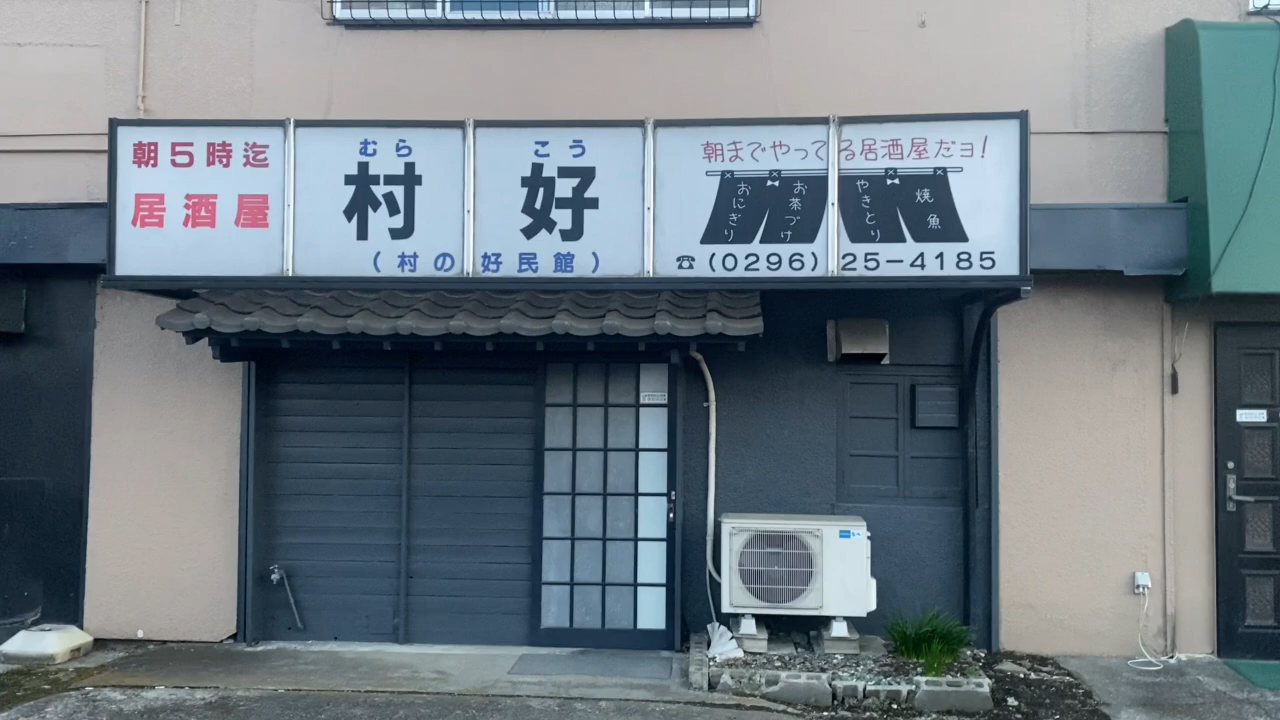 朝5時迄
居酒屋
むら こう
村 好
(村の好民館)
朝までやってる居酒屋だョ!
おにぎり
お茶づけ
やきとり
焼魚
☎(0296)25-4185